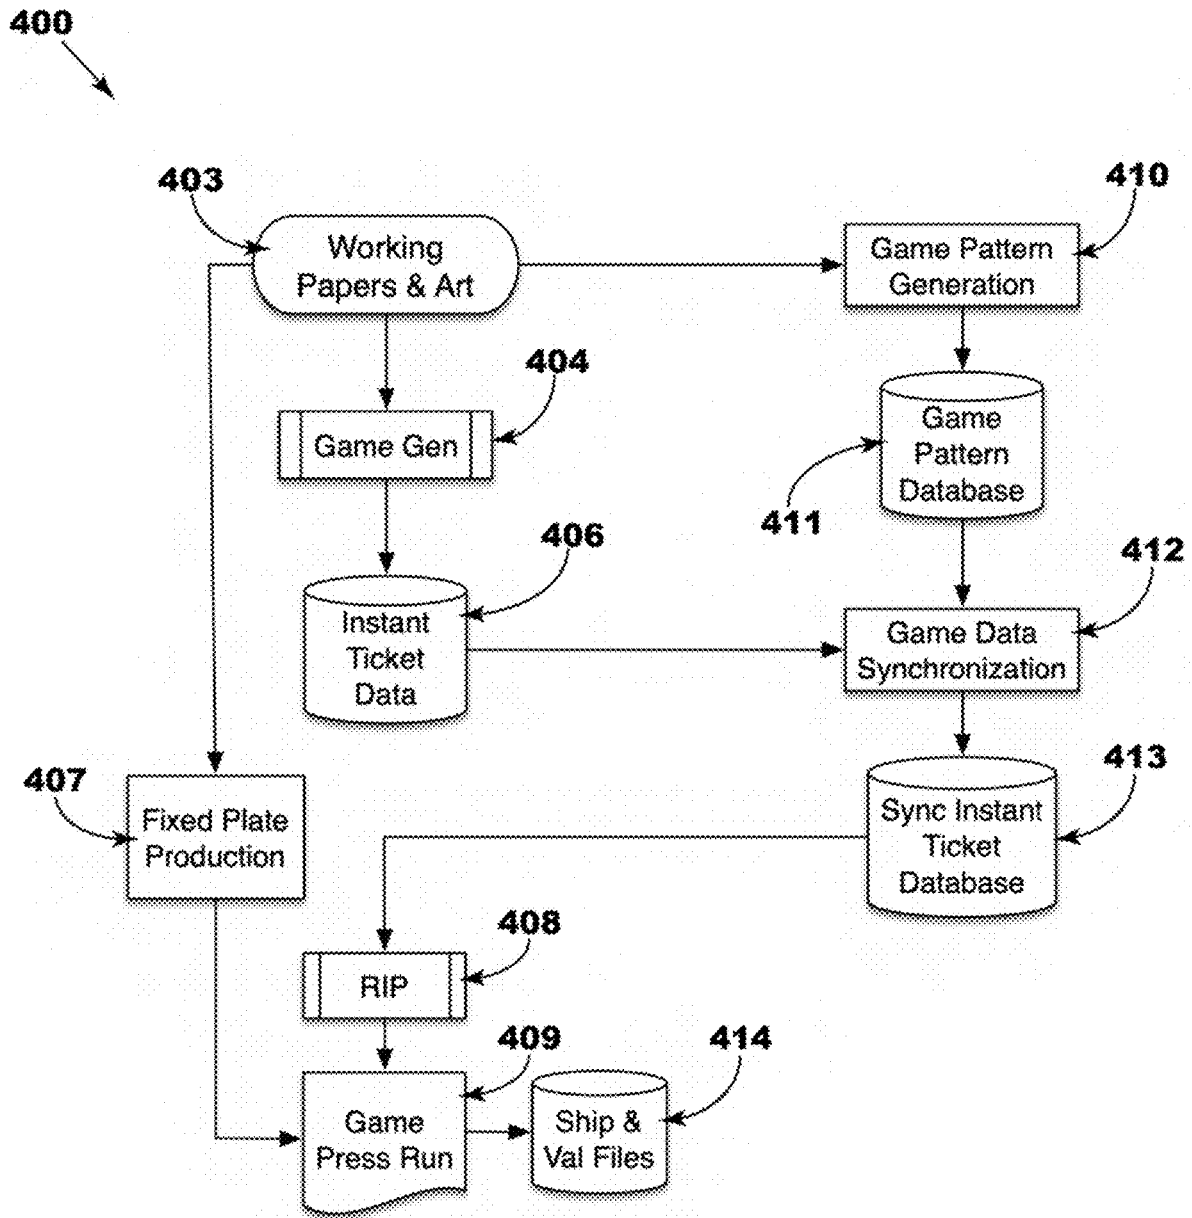 400
403
410
Working
Papers & Art
Game Pattern
Generation
404
Game Gen
Game
Pattern
Database
411
406
412
Instant
Ticket
Data
Game Data
Synchronization
407
413
Fixed Plate
Production
Sync Instant
Ticket
Database
408
RIP
409
414
Game
Press Run
Ship &
Val Files